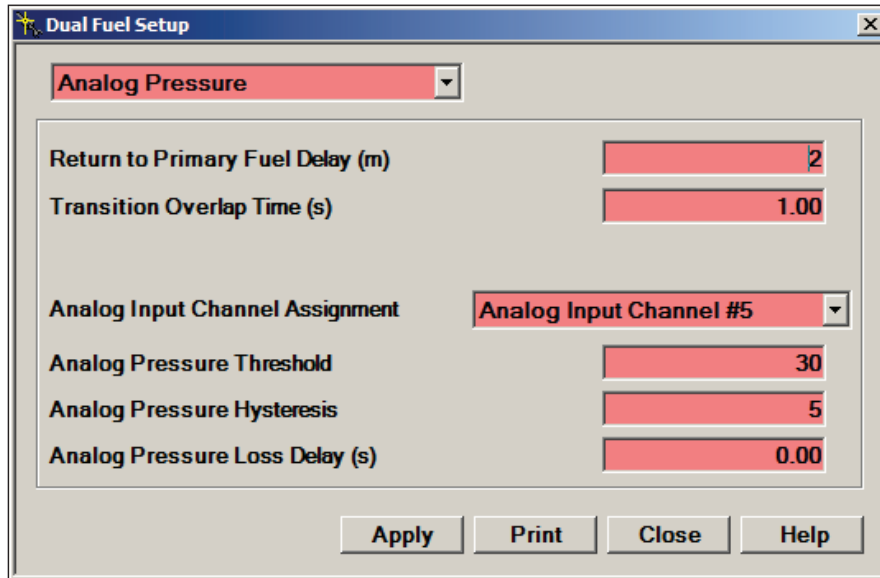 Dual Fuel Setup
Analog Pressure
Return to Primary Fuel Delay (m) 2
Transition Overlap Time (s) 1.00
Analog Input Channel Assignment Analog Input Channel #5
Analog Pressure Threshold 30
Analog Pressure Hysteresis 5
Analog Pressure Loss Delay (s) 0.00
Apply Print Close Help